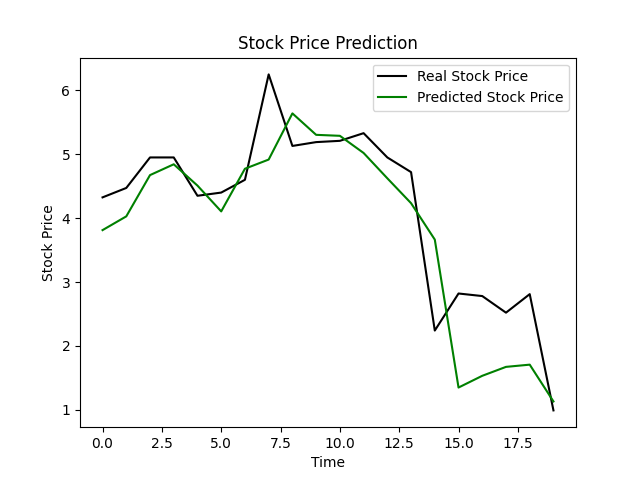 Stock Price Prediction
Real Stock Price
Predicted Stock Price
6
5
4
3
2
1
Stock Price
0.0 2.5 5.0 7.5 10.0 12.5 15.0 17.5
Time